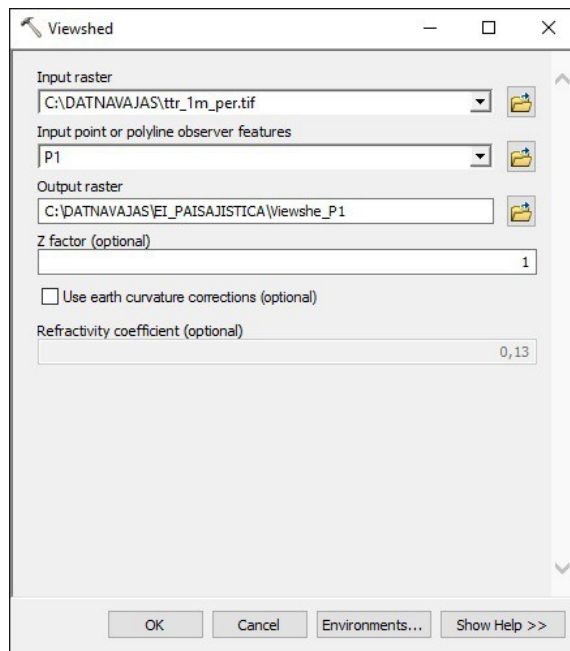 Viewshed
Input raster
C:\DATNAVAJAS\ttr_1m_per.tif
Input point or polyline observer features
P1
Output raster
C:\DATNAVAJAS\EI_PAISAJISTICA\Viewshe_P1
Z factor (optional)
1
Use earth curvature corrections (optional)
Refractivity coefficient (optional)
0,13
OK Cancel Environments... Show Help >>